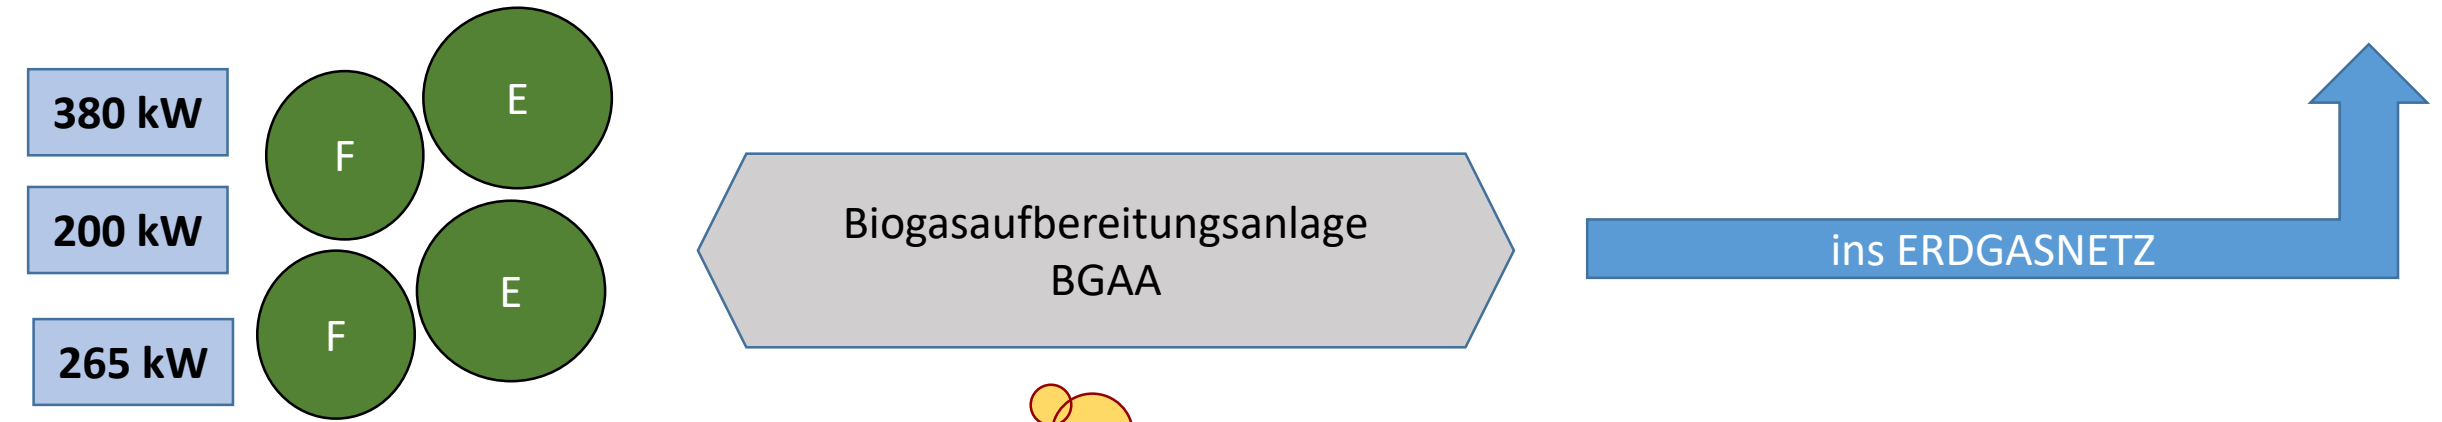 380 kW
200 kW
265 kW
F
E
F
E
Biogasaufbereitungsanlage
BGAA
ins ERDGASNETZ